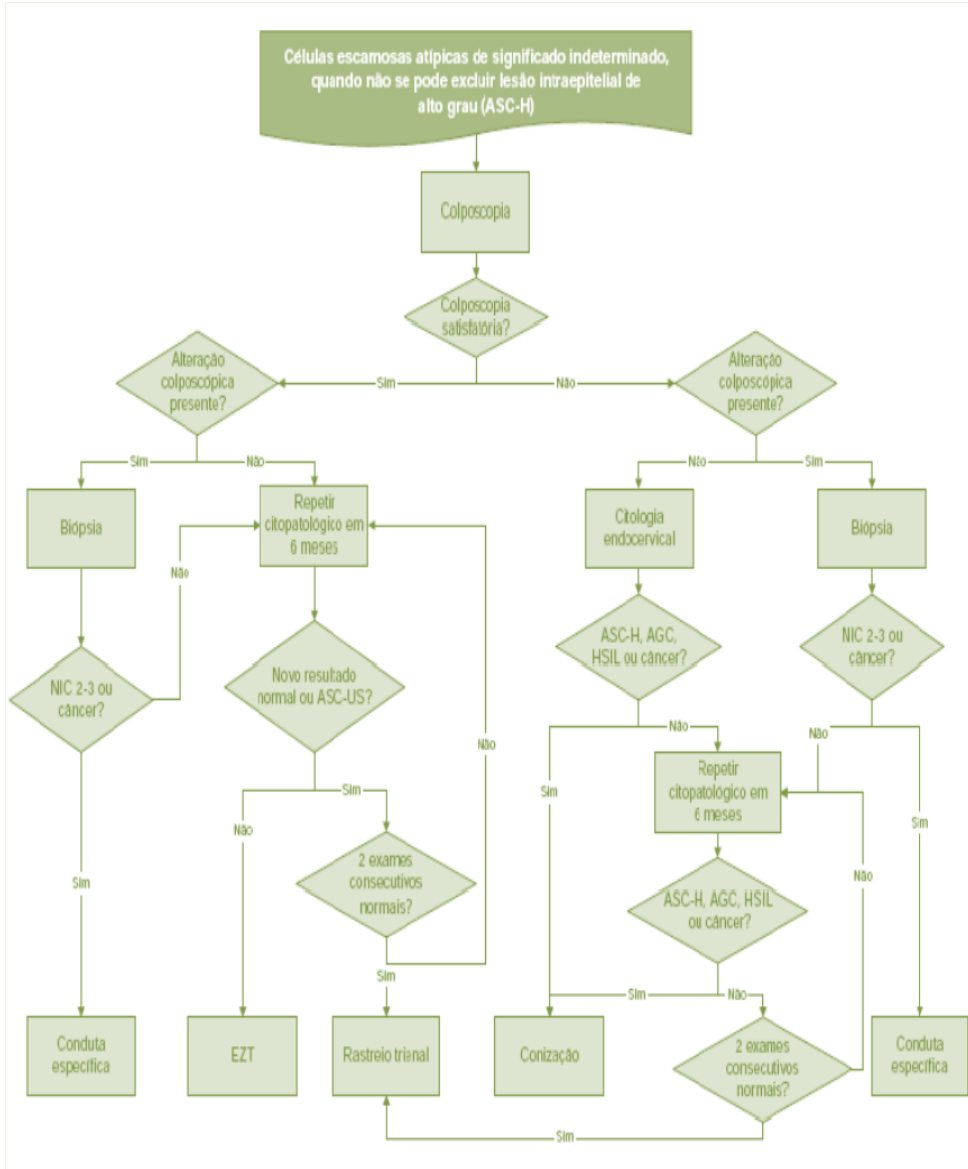 Células escamosas atípicas de significado indeterminado,
quando não se pode excluir lesão intraepitelial de
alto grau (ASC-H)
Colposcopia
Colposcopia
satisfatória?
Sim
Não
Alteração
colposcópica
presente?
Alteração
colposcópica
presente?
Sim
Não
Não
Sim
Biópsia
Repetir
citopatológico em
6 meses
Citologia
endocervical
Biópsia
Não
NIC 2-3 ou
câncer?
Novo resultado
normal ou ASC-US?
ASC-H, AGC,
HSIL ou câncer?
NIC 2-3 ou
câncer?
Não
Não
Não
Sim
Não
Sim
Repetir
citopatológico em
6 meses
Sim
Sim
Não
2 exames
consecutivos
normais?
ASC-H, AGC, HSIL
ou câncer?
Sim
Sim
Não
Conduta
específica
EZT
Rastreio trienal
Conização
2 exames
consecutivos
normais?
Conduta
específica
Sim